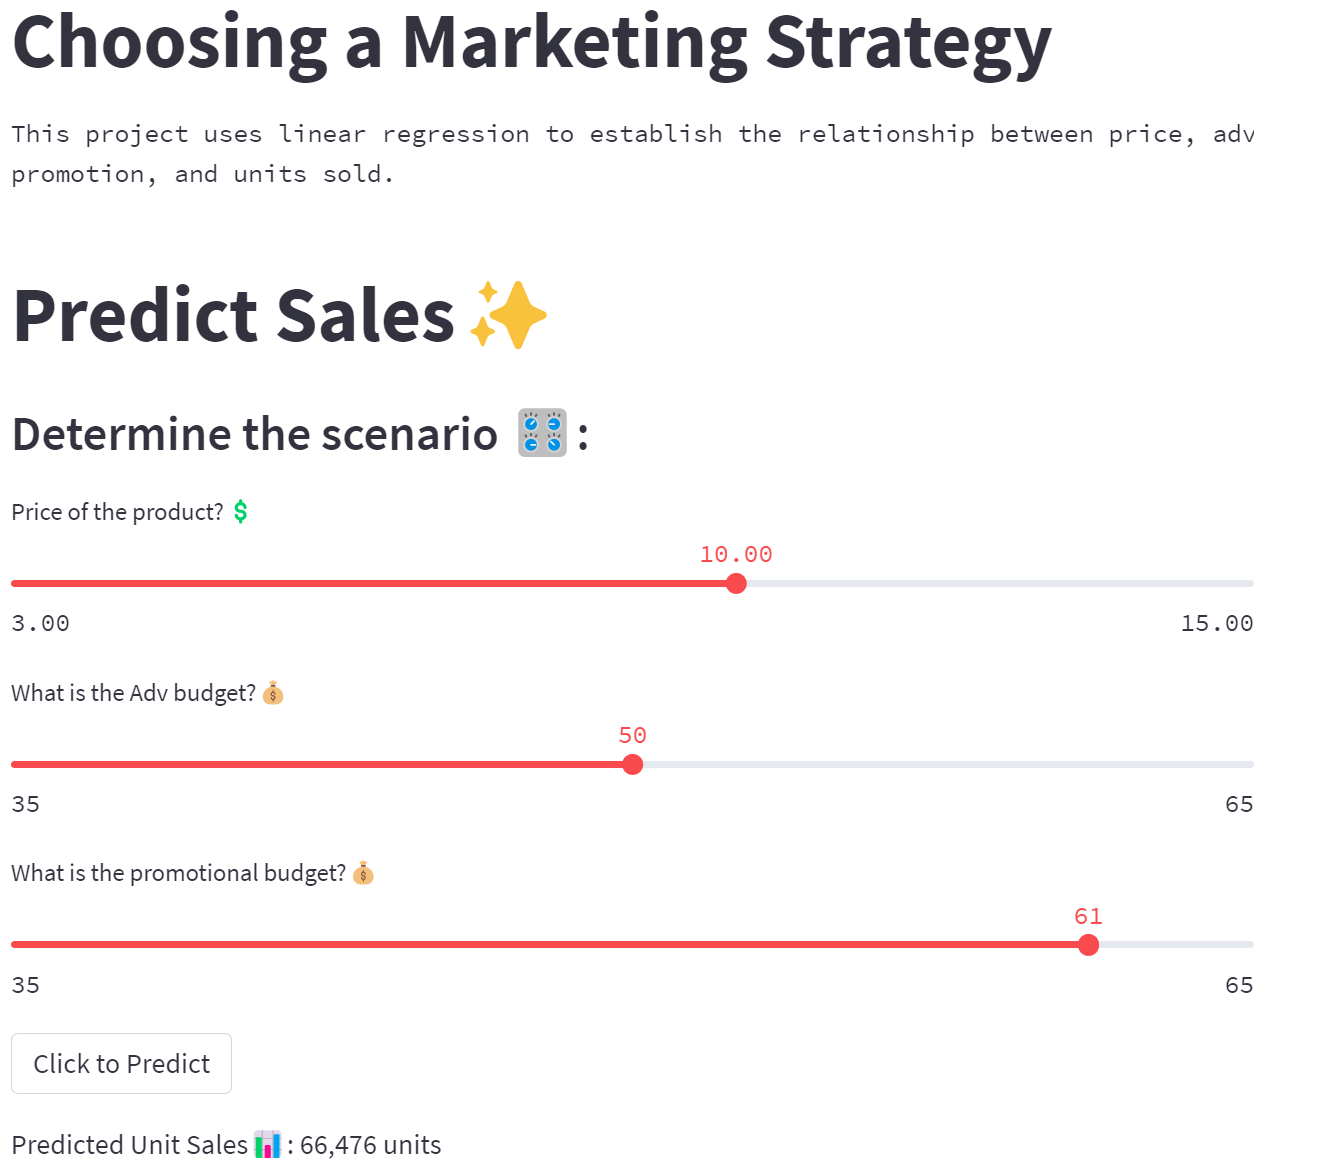 Choosing a Marketing Strategy
This project uses linear regression to establish the relationship between price, adv
promotion, and units sold.
Predict Sales ✨
Determine the scenario 🎛️ :
Price of the product? 💲
10.00
3.00 15.00
What is the Adv budget? 💰
50
35 65
What is the promotional budget? 💰
61
35 65
Click to Predict
Predicted Unit Sales 📊 : 66,476 units